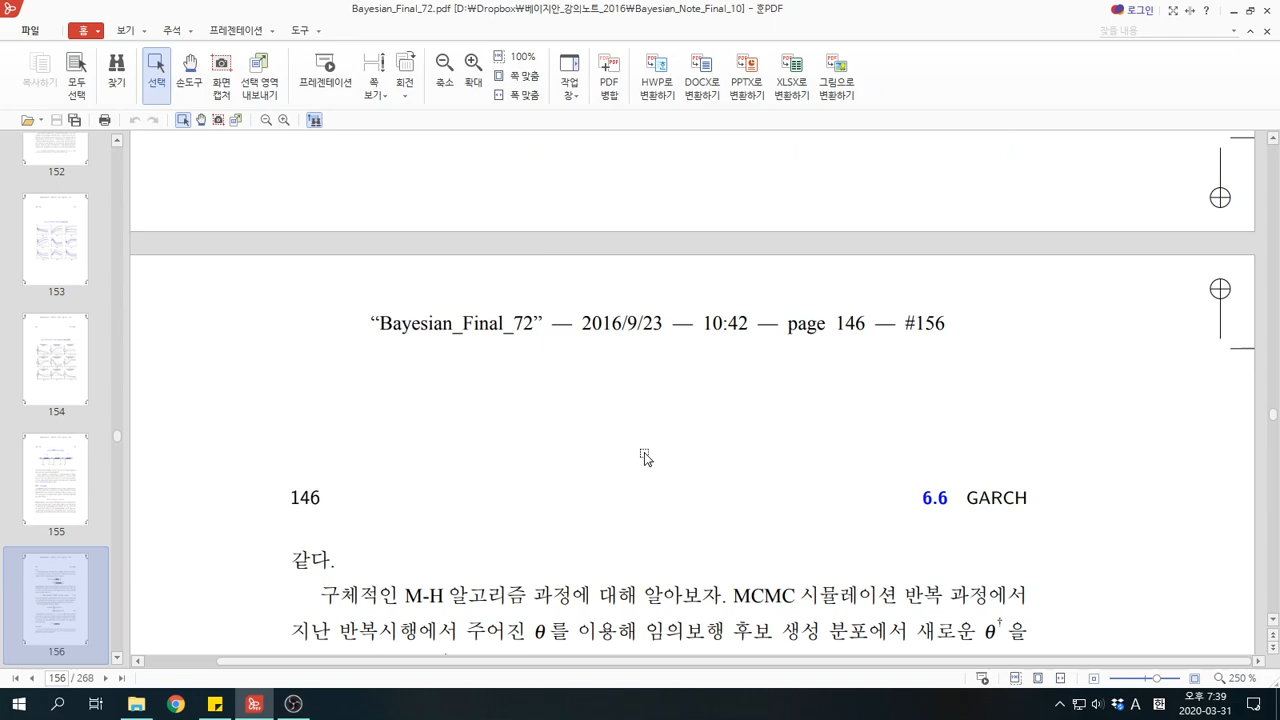 Bayesian_Final_72.pdf [D:￦Dropbox￦베이지안_강의노트_2016￦Bayesian_Note_Final_10] - 훈PDF
로그인
파일 홈 보기 주석 프레젠테이션 도구
찾을 내용
복사하기 모두 선택 찾기 선택 손도구 화면 캡처 선택 영역 내보내기 프레젠테이션 쪽 보기 회전 축소 확대 100% 쪽 맞춤 폭 맞춤 작업 창 PDF 병합 HWP로 변환하기 DOCX로 변환하기 PPTX로 변환하기 XLSX로 변환하기 그림으로 변환하기
152
153
154
155
156
“Bayesian_Final_72” — 2016/9/23 — 10:42 — page 146 — #156
146 6.6 GARCH
같다.
구체적인 M-H 알고리즘 과정에 대해 알아보자. MCMC 시뮬레이션 반복 과정에서
지난 반복시행에서 주어진 θ를 이용해 임의보행 후보 생성 분포에서 새로운 θ† 을
156 / 268
250 %
오후 7:39
2020-03-31
A 한